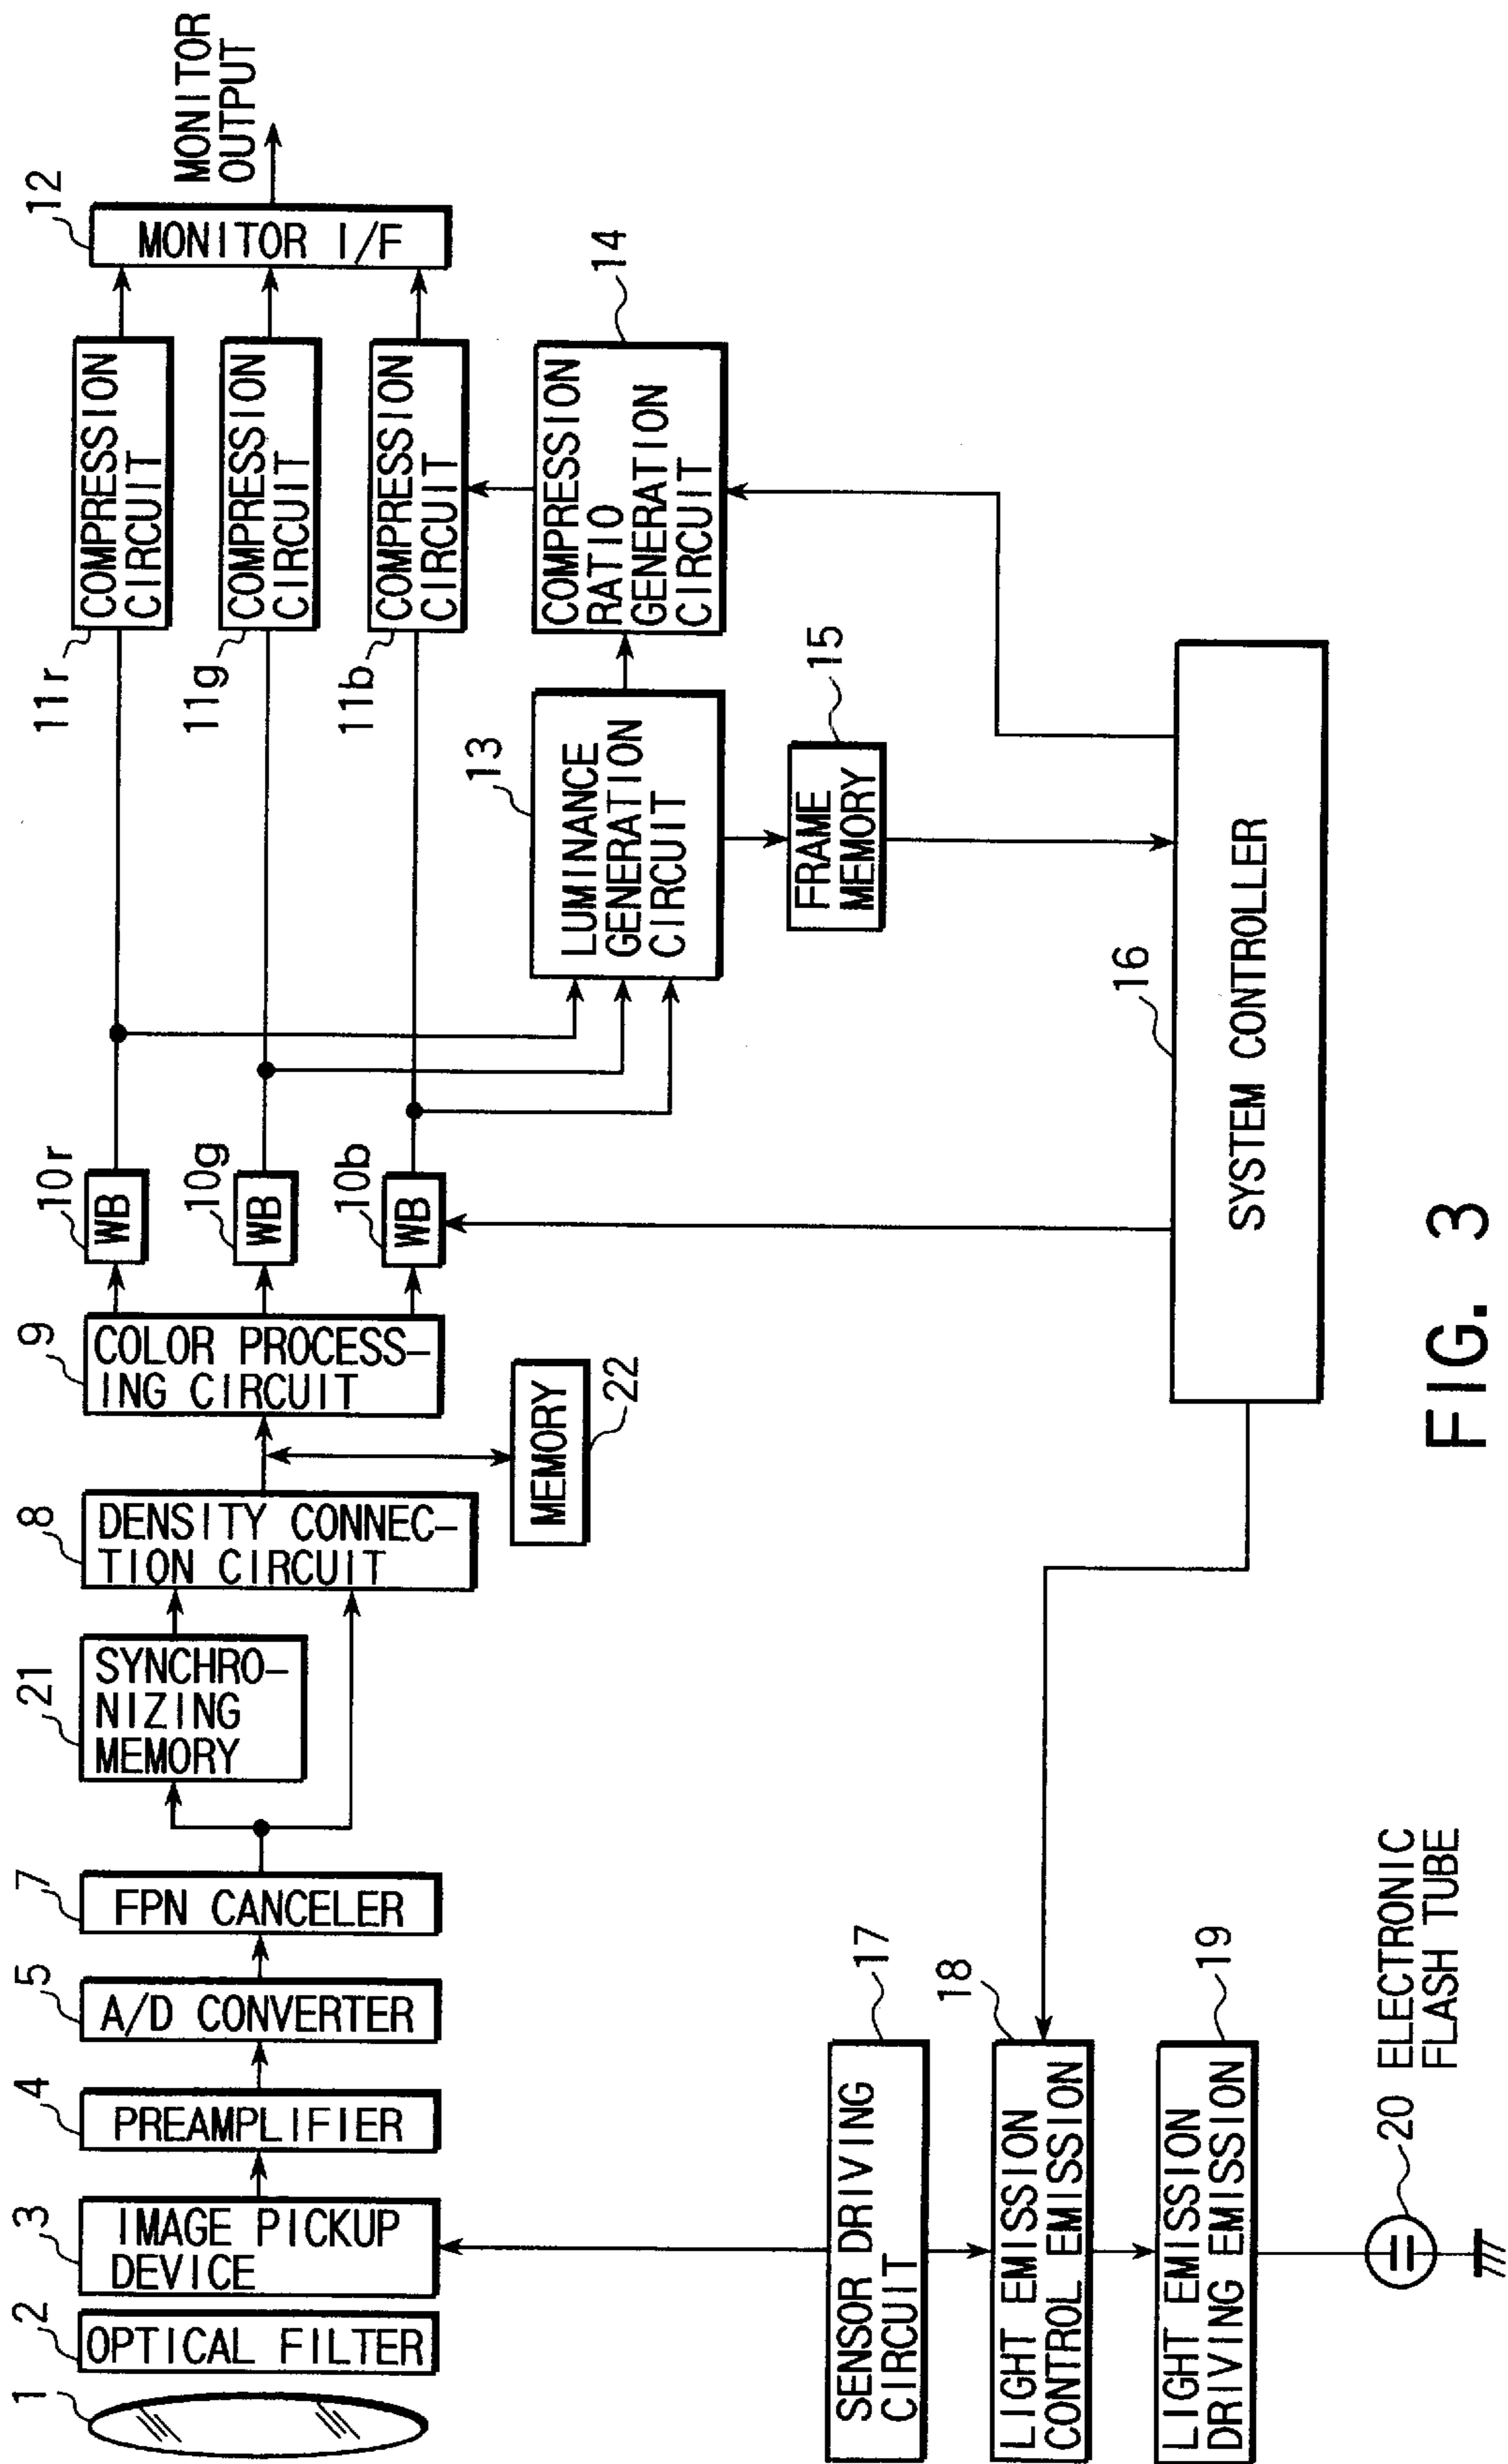 1
2
OPTICAL FILTER
3
IMAGE PICKUP
DEVICE
4
PREAMPLIFIER
5
A/D CONVERTER
7
FPN CANCELER
21
SYNCHRO-
NIZING
MEMORY
8
DENSITY CONNEC-
TION CIRCUIT
MEMORY
22
9
COLOR PROCESS-
ING CIRCUIT
10r
WB
10g
WB
10b
WB
11r
COMPRESSION
CIRCUIT
11g
COMPRESSION
CIRCUIT
11b
COMPRESSION
CIRCUIT
12
MONITOR I/F
MONITOR
OUTPUT
13
LUMINANCE
GENERATION
CIRCUIT
14
COMPRESSION
RATIO
GENERATION
CIRCUIT
15
FRAME
MEMORY
16
SYSTEM CONTROLLER
17
SENSOR DRIVING
CIRCUIT
18
LIGHT EMISSION
CONTROL EMISSION
19
LIGHT EMISSION
DRIVING EMISSION
20 ELECTRONIC
FLASH TUBE
FIG. 3